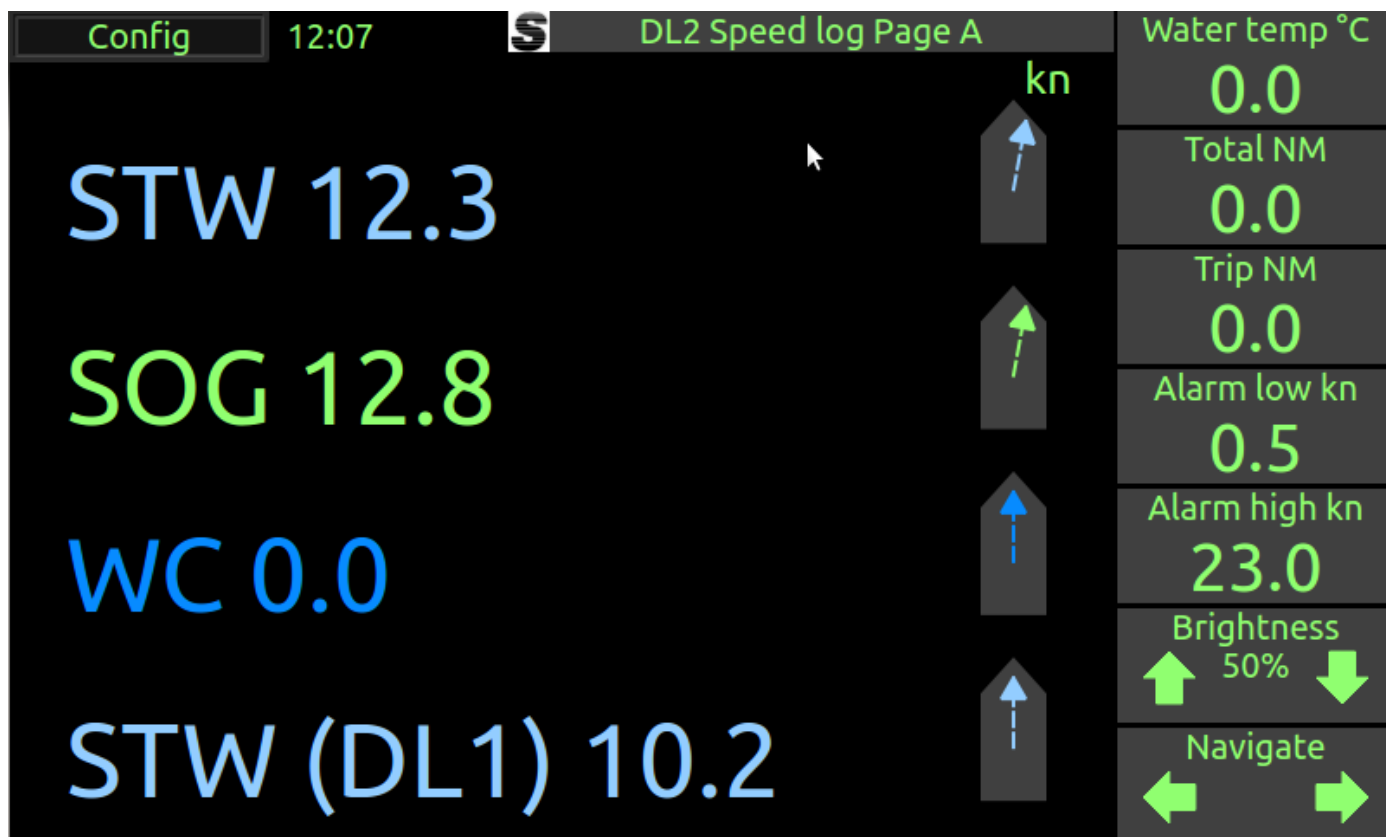 Config
12:07
S
DL2 Speed log Page A
kn
STW 12.3
SOG 12.8
WC 0.0
STW (DL1) 10.2
Water temp °C
0.0
Total NM
0.0
Trip NM
0.0
Alarm low kn
0.5
Alarm high kn
23.0
Brightness
50%
Navigate